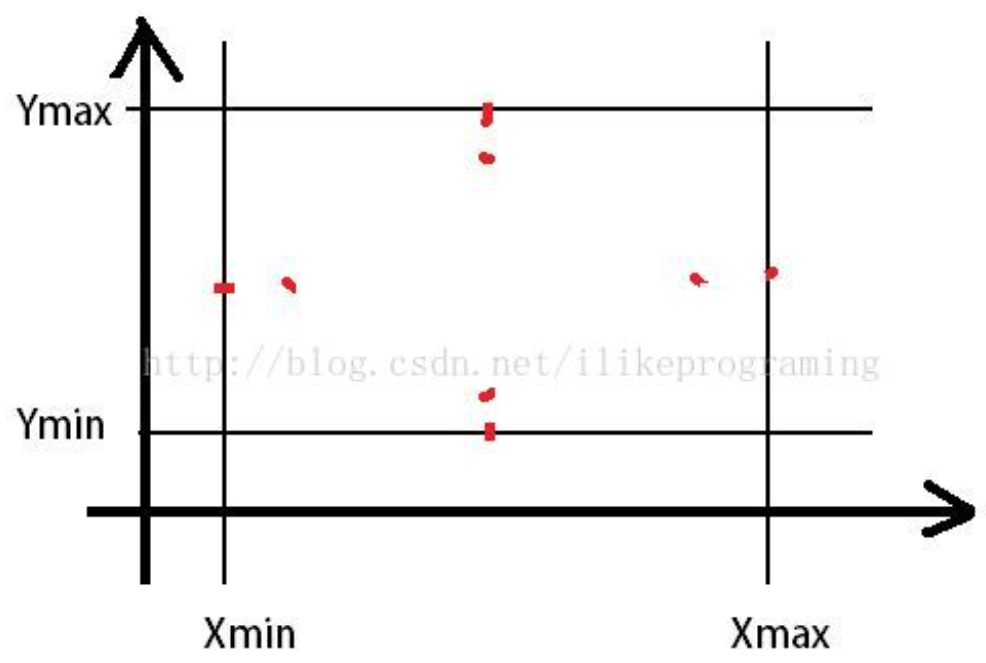 Ymax
http://blog.csdn.net/ilikeprograming
Ymin
Xmin Xmax